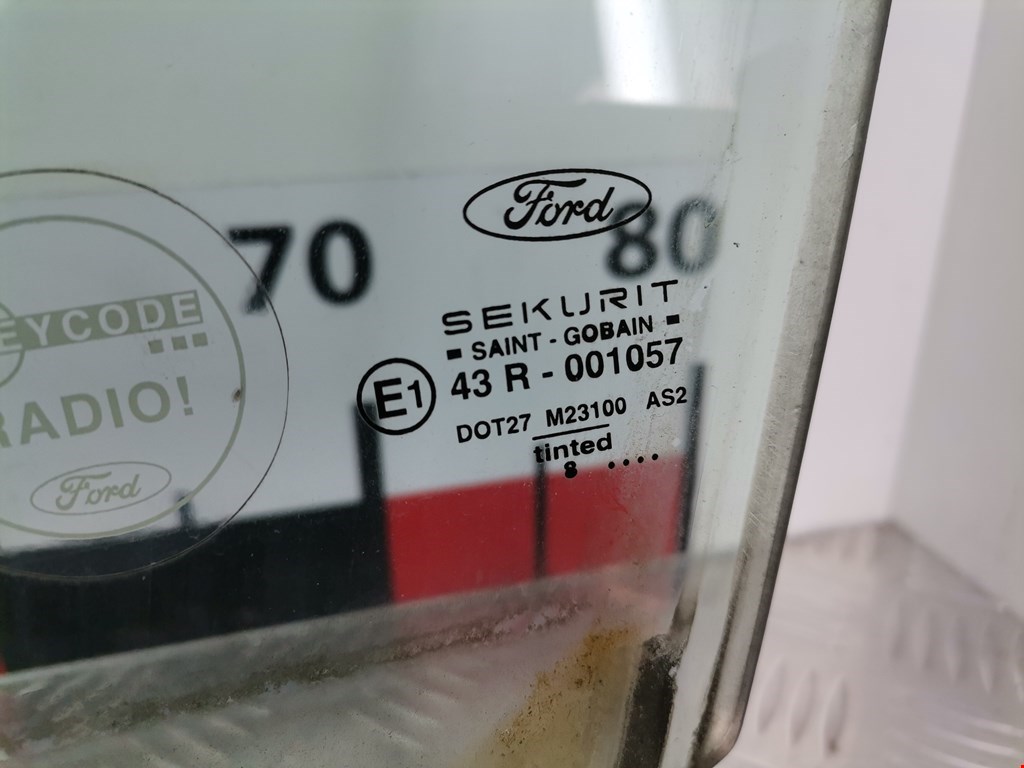 Ford
70 80
SEKURIT
SAINT - GOBAIN
E1 43 R - 001057
DOT27 M23100 AS2
tinted
8 ....
EYCODE
...
RADIO!
Ford